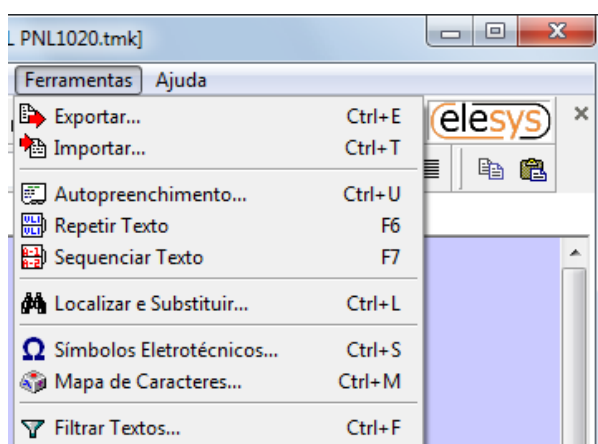 L PNL1020.tmk]
Ferramentas Ajuda
Exportar... Ctrl+E
elesys
Importar... Ctrl+T
Autopreenchimento... Ctrl+U
Repetir Texto F6
Sequenciar Texto F7
Localizar e Substituir... Ctrl+L
Símbolos Eletrotécnicos... Ctrl+S
Mapa de Caracteres... Ctrl+M
Filtrar Textos... Ctrl+F